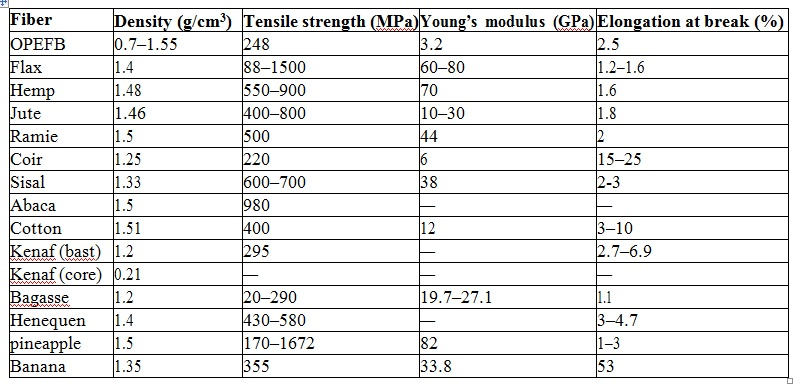 Fiber Density (g/cm³) Tensile strength (MPa) Young's modulus (GPa) Elongation at break (%)
OPEFB 0.7–1.55 248 3.2 2.5
Flax 1.4 88–1500 60–80 1.2–1.6
Hemp 1.48 550–900 70 1.6
Jute 1.46 400–800 10–30 1.8
Ramie 1.5 500 44 2
Coir 1.25 220 6 15–25
Sisal 1.33 600–700 38 2-3
Abaca 1.5 980 — —
Cotton 1.51 400 12 3–10
Kenaf (bast) 1.2 295 — 2.7–6.9
Kenaf (core) 0.21 — — —
Bagasse 1.2 20–290 19.7–27.1 1.1
Henequen 1.4 430–580 — 3–4.7
pineapple 1.5 170–1672 82 1–3
Banana 1.35 355 33.8 53